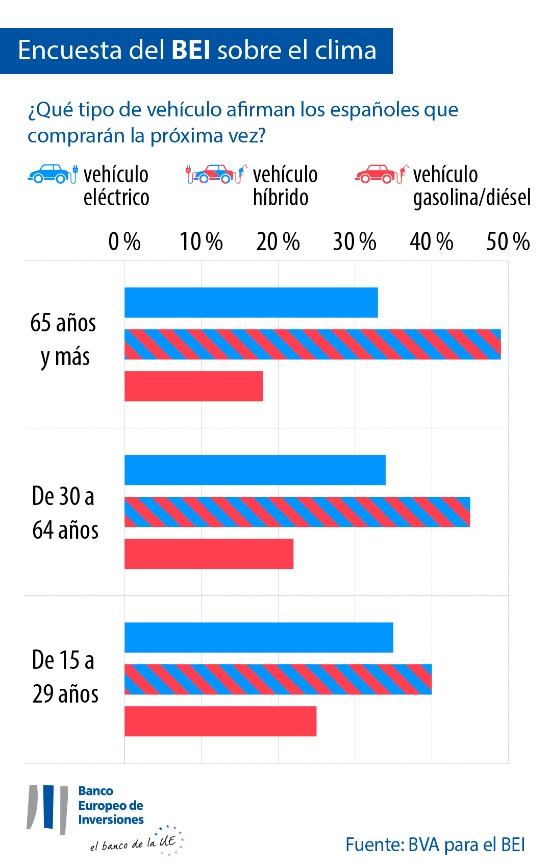 Encuesta del BEI sobre el clima
¿Qué tipo de vehículo afirman los españoles que
comprarán la próxima vez?
vehículo
eléctrico
vehículo
híbrido
vehículo
gasolina/diésel
0 % 10 % 20 % 30 % 40 % 50 %
65 años
y más
De 30 a
64 años
De 15 a
29 años
Banco
Europeo de
Inversiones
el banco de la UE
Fuente: BVA para el BEI